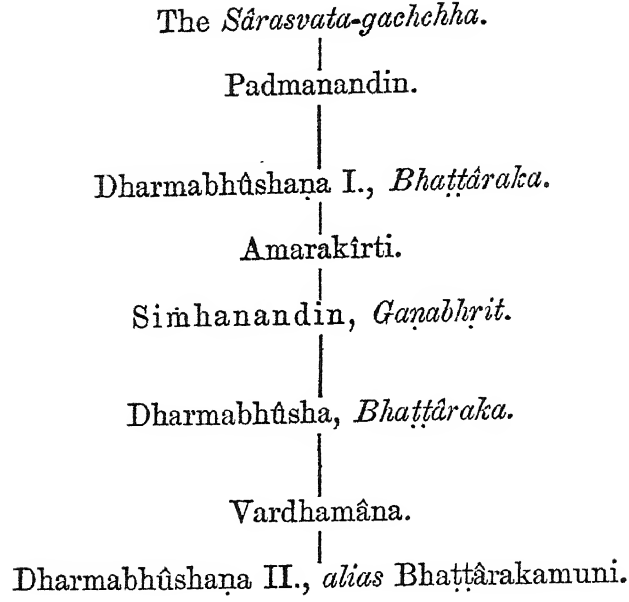 The Sârasvata-gachchha.
Padmanandin.
Dharmabhûshaṇa I., Bhaṭṭâraka.
Amarakîrti.
Siṁhanandin, Gaṇabhṛit.
Dharmabhûsha, Bhaṭṭâraka.
Vardhamâna.
Dharmabhûshaṇa II., alias Bhaṭṭârakamuni.